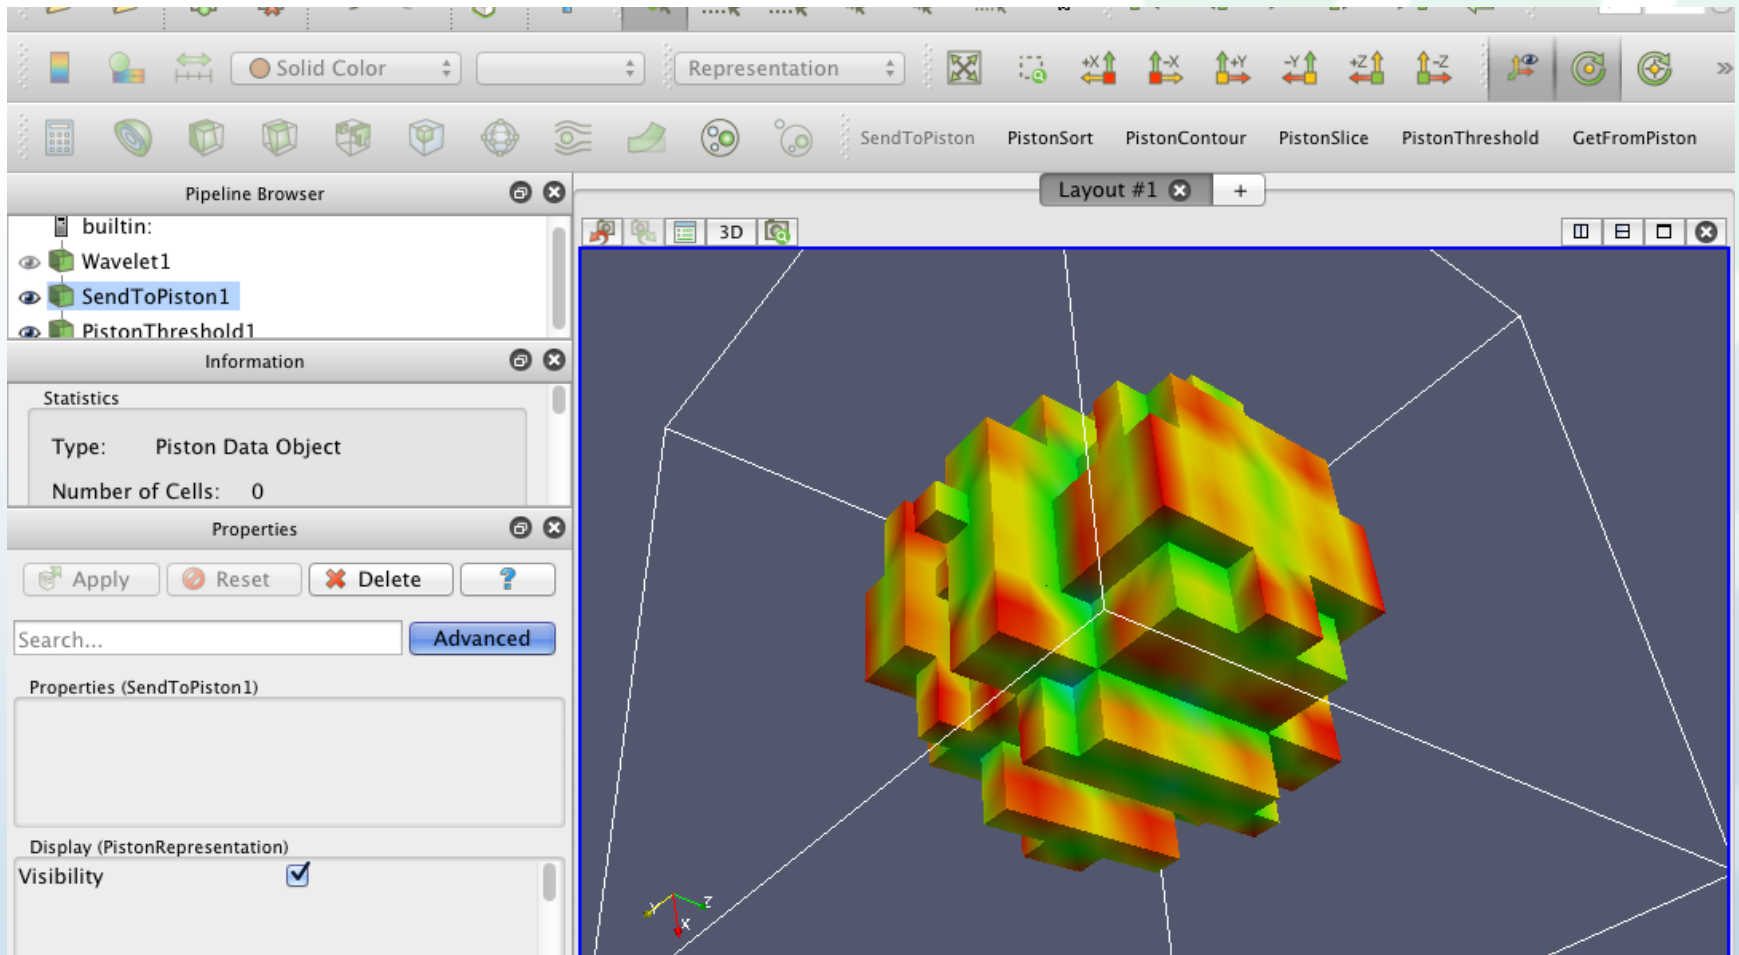 Solid Color
Representation
+X
-X
+Y
-Y
+Z
-Z
»
SendToPiston PistonSort PistonContour PistonSlice PistonThreshold GetFromPiston
Pipeline Browser
Layout #1
+
builtin:
3D
Wavelet1
SendToPiston1
PistonThreshold1
Information
Statistics
Type: Piston Data Object
Number of Cells: 0
Properties
Apply Reset Delete ?
Search... Advanced
Properties (SendToPiston1)
Display (PistonRepresentation)
Visibility
Y
Z
X